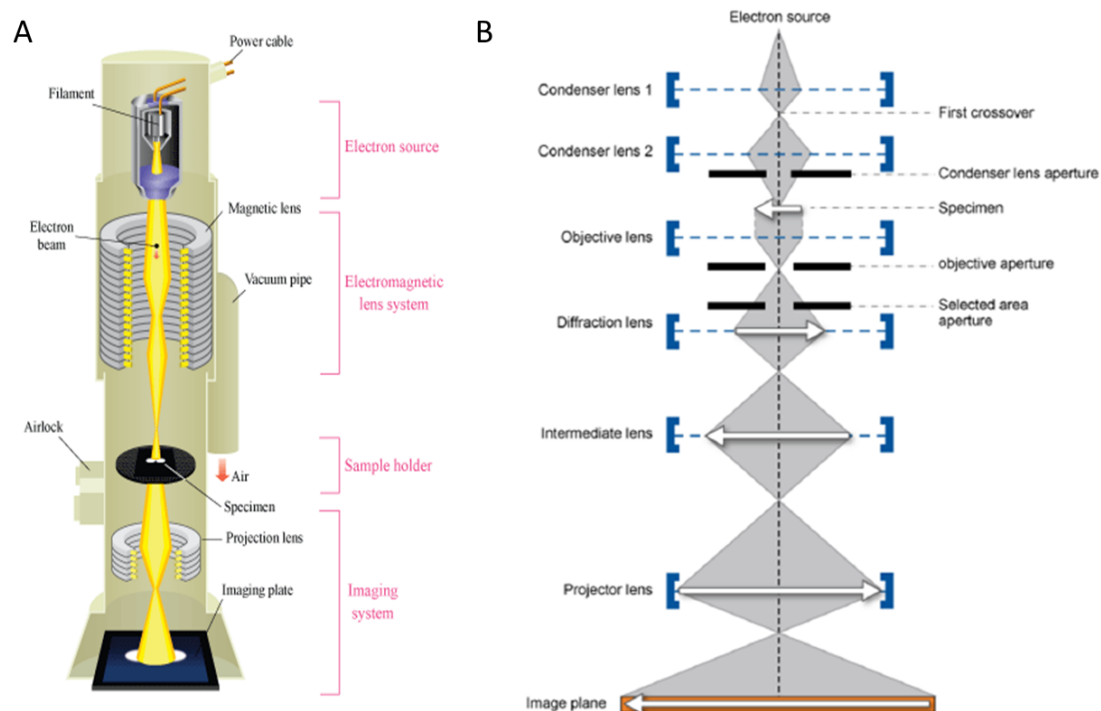 A
Power cable
Filament
Electron source
Magnetic lens
Electron
beam
Vacuum pipe
Electromagnetic
lens system
Airlock
Air
Sample holder
Specimen
Projection lens
Imaging plate
Imaging
system
B
Electron source
Condenser lens 1
First crossover
Condenser lens 2
Condenser lens aperture
Specimen
Objective lens
objective aperture
Selected area
aperture
Diffraction lens
Intermediate lens
Projector lens
Image plane